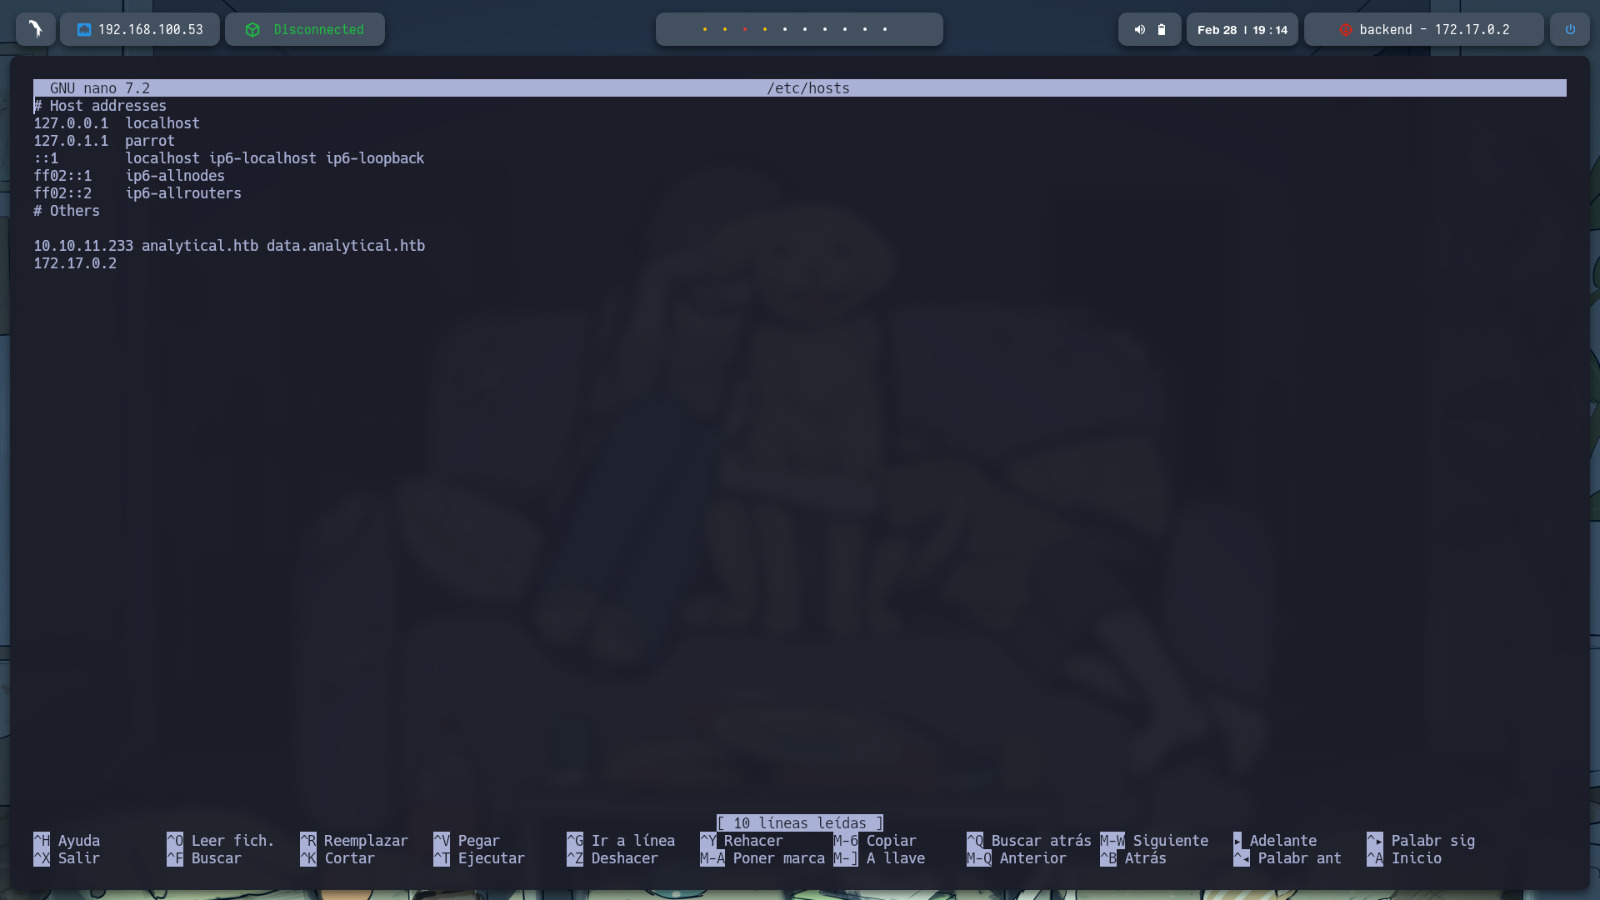 192.168.100.53 Disconnected Feb 28 | 19:14 backend - 172.17.0.2
GNU nano 7.2 /etc/hosts
# Host addresses
127.0.0.1 localhost
127.0.1.1 parrot
::1 localhost ip6-localhost ip6-loopback
ff02::1 ip6-allnodes
ff02::2 ip6-allrouters
# Others
10.10.11.233 analytical.htb data.analytical.htb
172.17.0.2
[ 10 líneas leídas ]
^H Ayuda ^O Leer fich. ^R Reemplazar ^V Pegar ^G Ir a línea ^Y Rehacer M-6 Copiar ^Q Buscar atrás M-W Siguiente ▸ Adelante ^▸ Palabr sig
^X Salir ^F Buscar ^K Cortar ^T Ejecutar ^Z Deshacer M-A Poner marca M-] A llave M-Q Anterior ^B Atrás ^◂ Palabr ant ^A Inicio